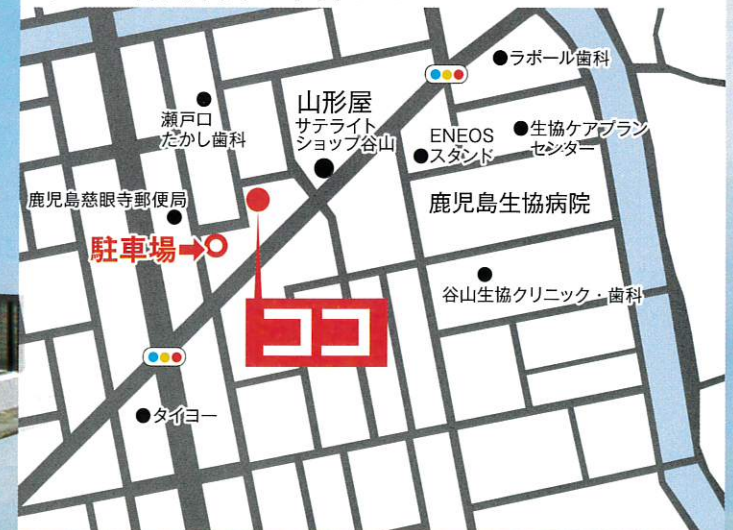 ラポール歯科
瀬戸口
たかし歯科
山形屋
サテライト
ショップ谷山
ENEOS
スタンド
生協ケアプラン
センター
鹿児島慈眼寺郵便局
鹿児島生協病院
駐車場→
谷山生協クリニック・歯科
ココ
タイヨー